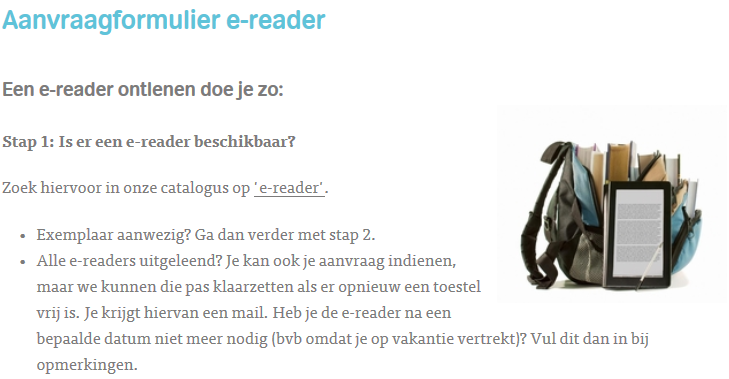 Aanvraagformulier e-reader
Een e-reader ontlenen doe je zo:
Stap 1: Is er een e-reader beschikbaar?
Zoek hiervoor in onze catalogus op 'e-reader'.
• Exemplaar aanwezig? Ga dan verder met stap 2.
• Alle e-readers uitgeleend? Je kan ook je aanvraag indienen,
maar we kunnen die pas klaarzetten als er opnieuw een toestel
vrij is. Je krijgt hiervan een mail. Heb je de e-reader na een
bepaalde datum niet meer nodig (bvb omdat je op vakantie vertrekt)? Vul dit dan in bij
opmerkingen.